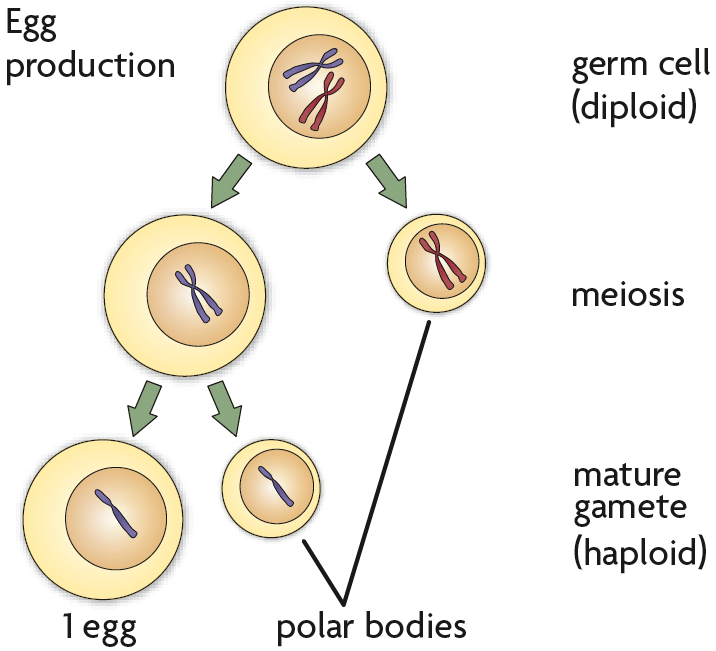 Egg
production
germ cell
(diploid)
meiosis
mature
gamete
(haploid)
1 egg
polar bodies